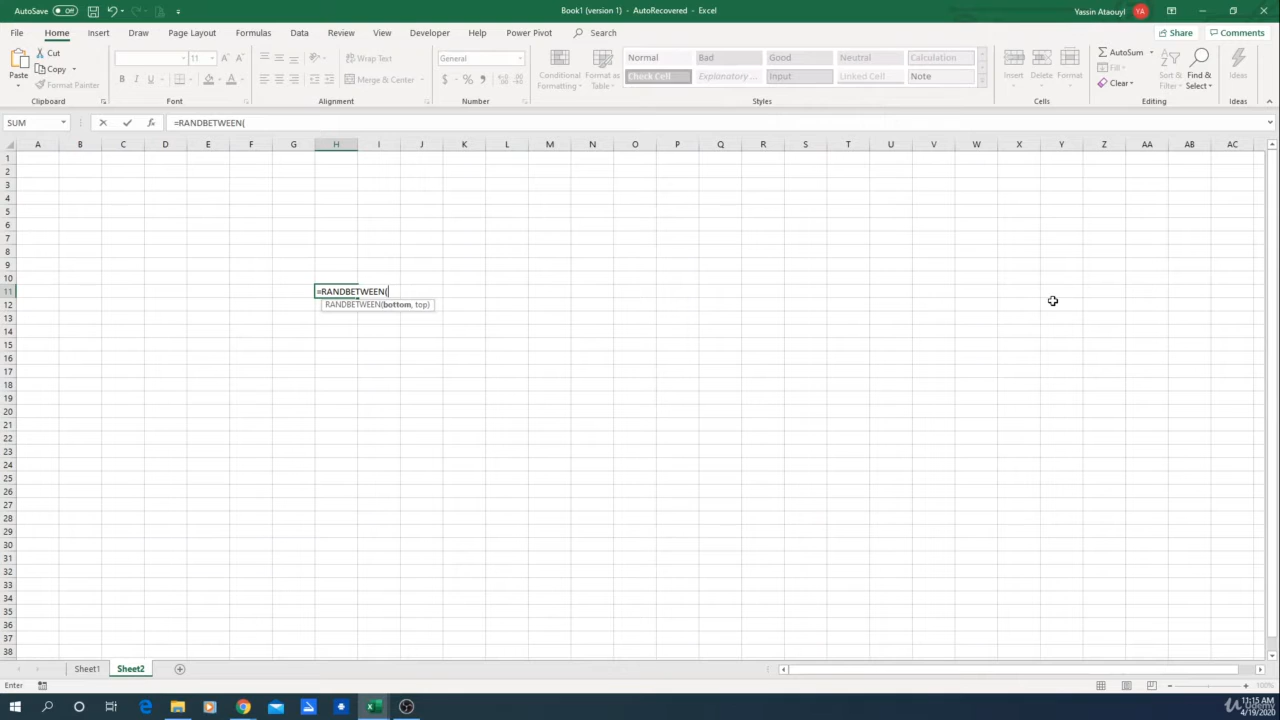 AutoSave Off Book1 (version 1) - AutoRecovered - Excel Yassin Ataouyl YA
File Home Insert Draw Page Layout Formulas Data Review View Developer Help Power Pivot Search Share Comments
Paste Cut Copy Format Painter
Clipboard
11
B I U
Font
Wrap Text
Merge & Center
Alignment
General
$ % ,
Number
Conditional Formatting Format as Table
Normal Bad Good Neutral Calculation
Check Cell Explanatory ... Input Linked Cell Note
Styles
Insert Delete Format
Cells
AutoSum Fill Clear
Sort & Filter Find & Select
Editing
Ideas
Ideas
SUM fx =RANDBETWEEN(
A B C D E F G H I J K L M N O P Q R S T U V W X Y Z AA AB AC
1
2
3
4
5
6
7
8
9
10
11 =RANDBETWEEN(
12 RANDBETWEEN(bottom, top)
13
14
15
16
17
18
19
20
21
22
23
24
25
26
27
28
29
30
31
32
33
34
35
36
37
38
Sheet1 Sheet2
Enter 100%
11:15 AM
4/19/2020
Udemy